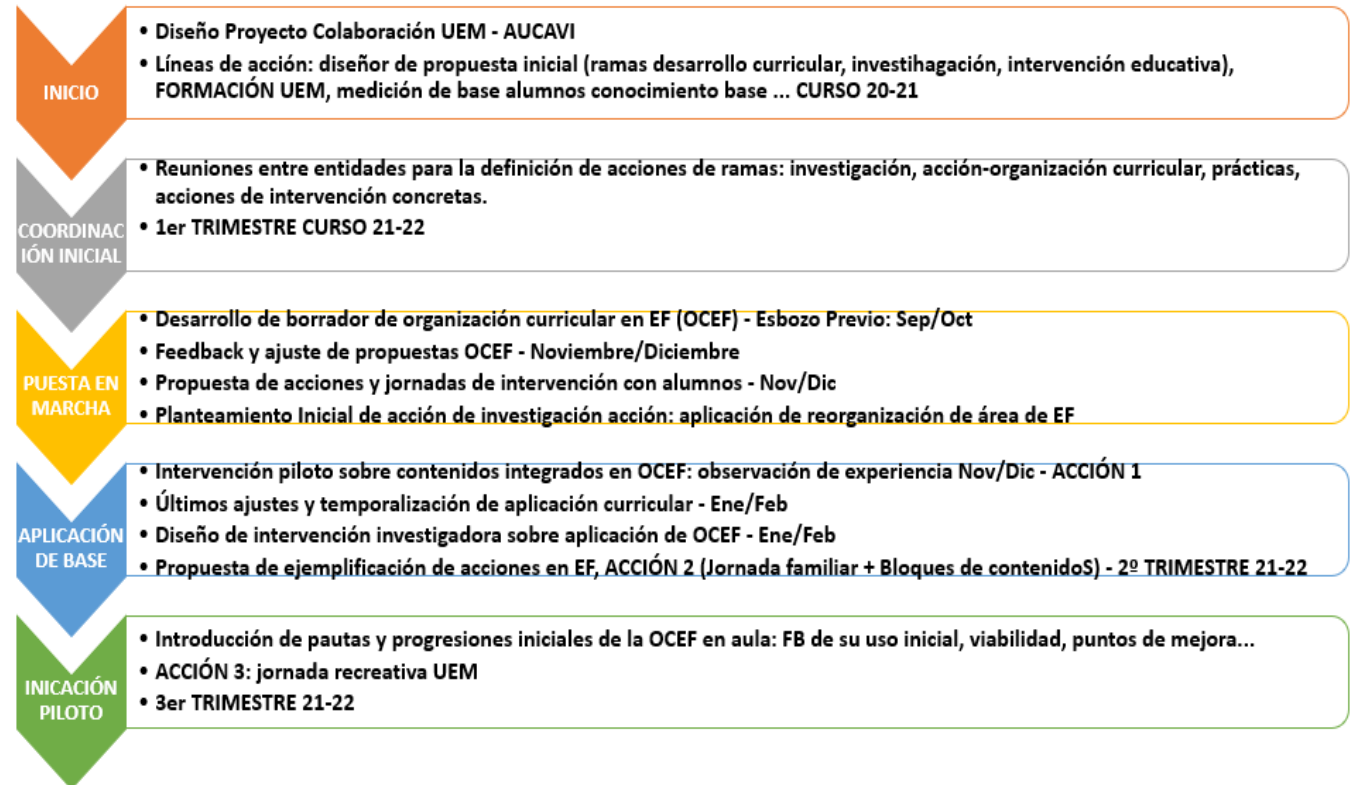 INICIO
• Diseño Proyecto Colaboración UEM - AUCAVI
• Líneas de acción: diseñor de propuesta inicial (ramas desarrollo curricular, investihagación, intervención educativa),
FORMACIÓN UEM, medición de base alumnos conocimiento base ... CURSO 20-21
COORDINAC
IÓN INICIAL
• Reuniones entre entidades para la definición de acciones de ramas: investigación, acción-organización curricular, prácticas,
acciones de intervención concretas.
• 1er TRIMESTRE CURSO 21-22
PUESTA EN
MARCHA
• Desarrollo de borrador de organización curricular en EF (OCEF) - Esbozo Previo: Sep/Oct
• Feedback y ajuste de propuestas OCEF - Noviembre/Diciembre
• Propuesta de acciones y jornadas de intervención con alumnos - Nov/Dic
• Planteamiento Inicial de acción de investigación acción: aplicación de reorganización de área de EF
APLICACIÓN
DE BASE
• Intervención piloto sobre contenidos integrados en OCEF: observación de experiencia Nov/Dic - ACCIÓN 1
• Últimos ajustes y temporalización de aplicación curricular - Ene/Feb
• Diseño de intervención investigadora sobre aplicación de OCEF - Ene/Feb
• Propuesta de ejemplificación de acciones en EF, ACCIÓN 2 (Jornada familiar + Bloques de contenidoS) - 2º TRIMESTRE 21-22
INICACIÓN
PILOTO
• Introducción de pautas y progresiones iniciales de la OCEF en aula: FB de su uso inicial, viabilidad, puntos de mejora...
• ACCIÓN 3: jornada recreativa UEM
• 3er TRIMESTRE 21-22